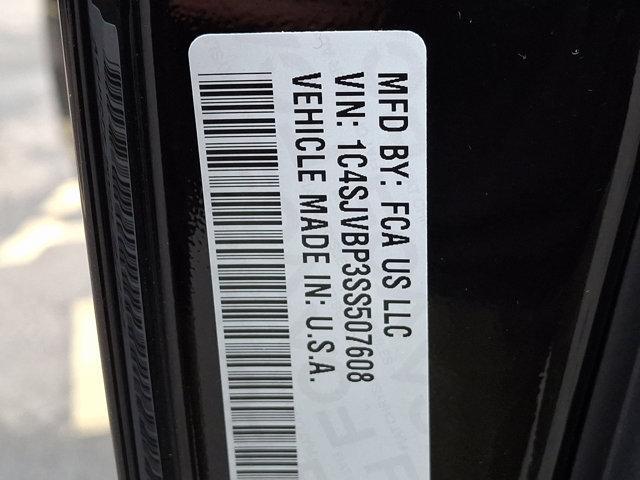 MFD BY: FCA US LLC
VIN: 1C4SJVBP3SS507608
VEHICLE MADE IN: U.S.A.